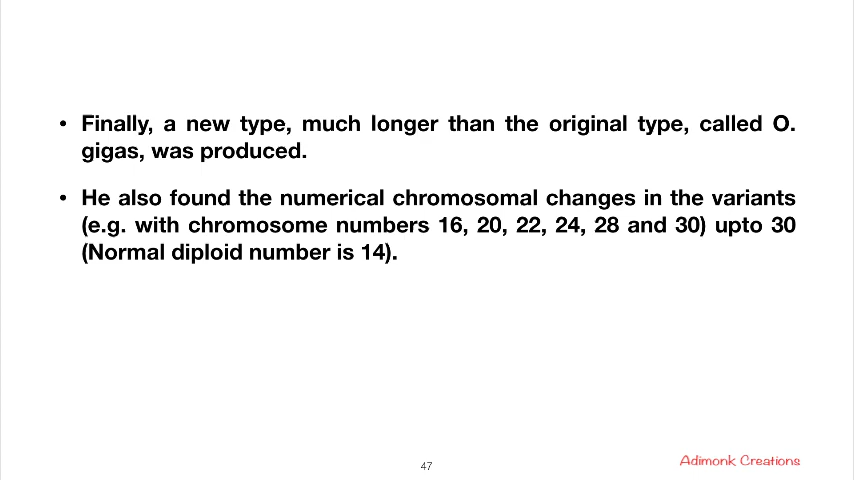 • Finally, a new type, much longer than the original type, called O.
gigas, was produced.
• He also found the numerical chromosomal changes in the variants
(e.g. with chromosome numbers 16, 20, 22, 24, 28 and 30) upto 30
(Normal diploid number is 14).
47
Adimonk Creations